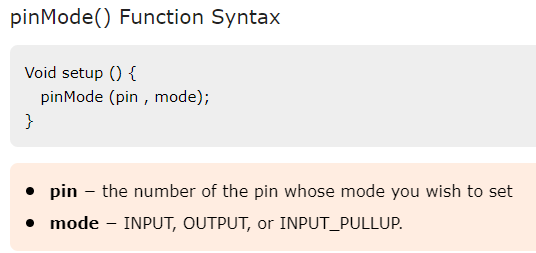 pinMode() Function Syntax
Void setup () {
pinMode (pin , mode);
}
● pin − the number of the pin whose mode you wish to set
● mode − INPUT, OUTPUT, or INPUT_PULLUP.